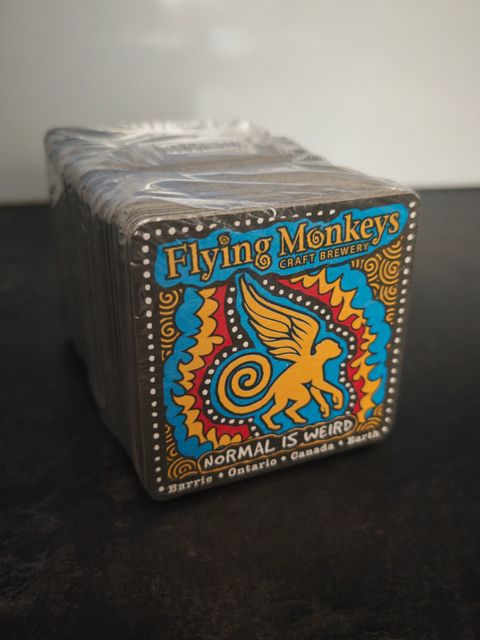 Flying Monkeys
CRAFT BREWERY
NORMAL IS WEIRD
Barrie • Ontario • Canada • Earth